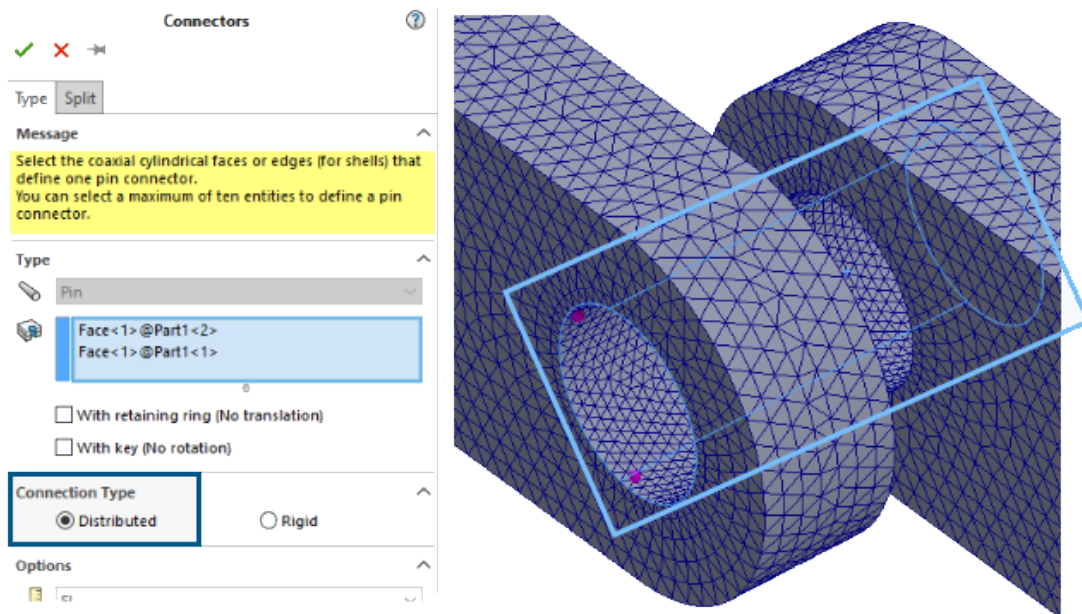 Connectors
?
Type
Split
Message
Select the coaxial cylindrical faces or edges (for shells) that
define one pin connector.
You can select a maximum of ten entities to define a pin
connector.
Type
Pin
Face<1>@Part1<2>
Face<1>@Part1<1>
With retaining ring (No translation)
With key (No rotation)
Connection Type
Distributed
Rigid
Options